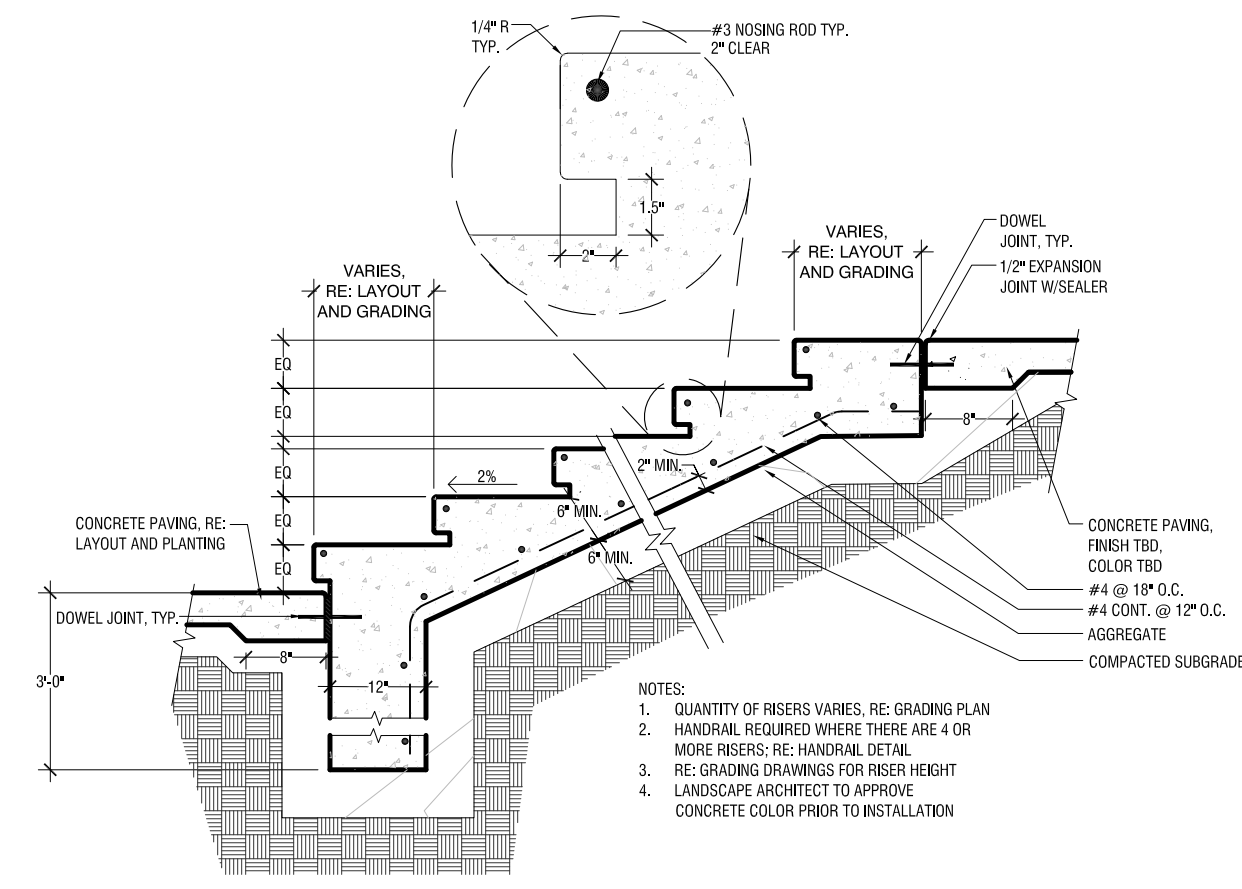 1/4" R
TYP.
#3 NOSING ROD TYP.
2" CLEAR
1.5"
2"
VARIES,
RE: LAYOUT
AND GRADING
VARIES,
RE: LAYOUT
AND GRADING
DOWEL
JOINT, TYP.
1/2" EXPANSION
JOINT W/SEALER
EQ
EQ
EQ
EQ
EQ
2%
2" MIN.
6" MIN.
6" MIN.
8"
CONCRETE PAVING, RE:
LAYOUT AND PLANTING
DOWEL JOINT, TYP.
8"
12"
3'-0"
CONCRETE PAVING,
FINISH TBD,
COLOR TBD
#4 @ 18" O.C.
#4 CONT. @ 12" O.C.
AGGREGATE
COMPACTED SUBGRADE
NOTES:
1. QUANTITY OF RISERS VARIES, RE: GRADING PLAN
2. HANDRAIL REQUIRED WHERE THERE ARE 4 OR
MORE RISERS; RE: HANDRAIL DETAIL
3. RE: GRADING DRAWINGS FOR RISER HEIGHT
4. LANDSCAPE ARCHITECT TO APPROVE
CONCRETE COLOR PRIOR TO INSTALLATION